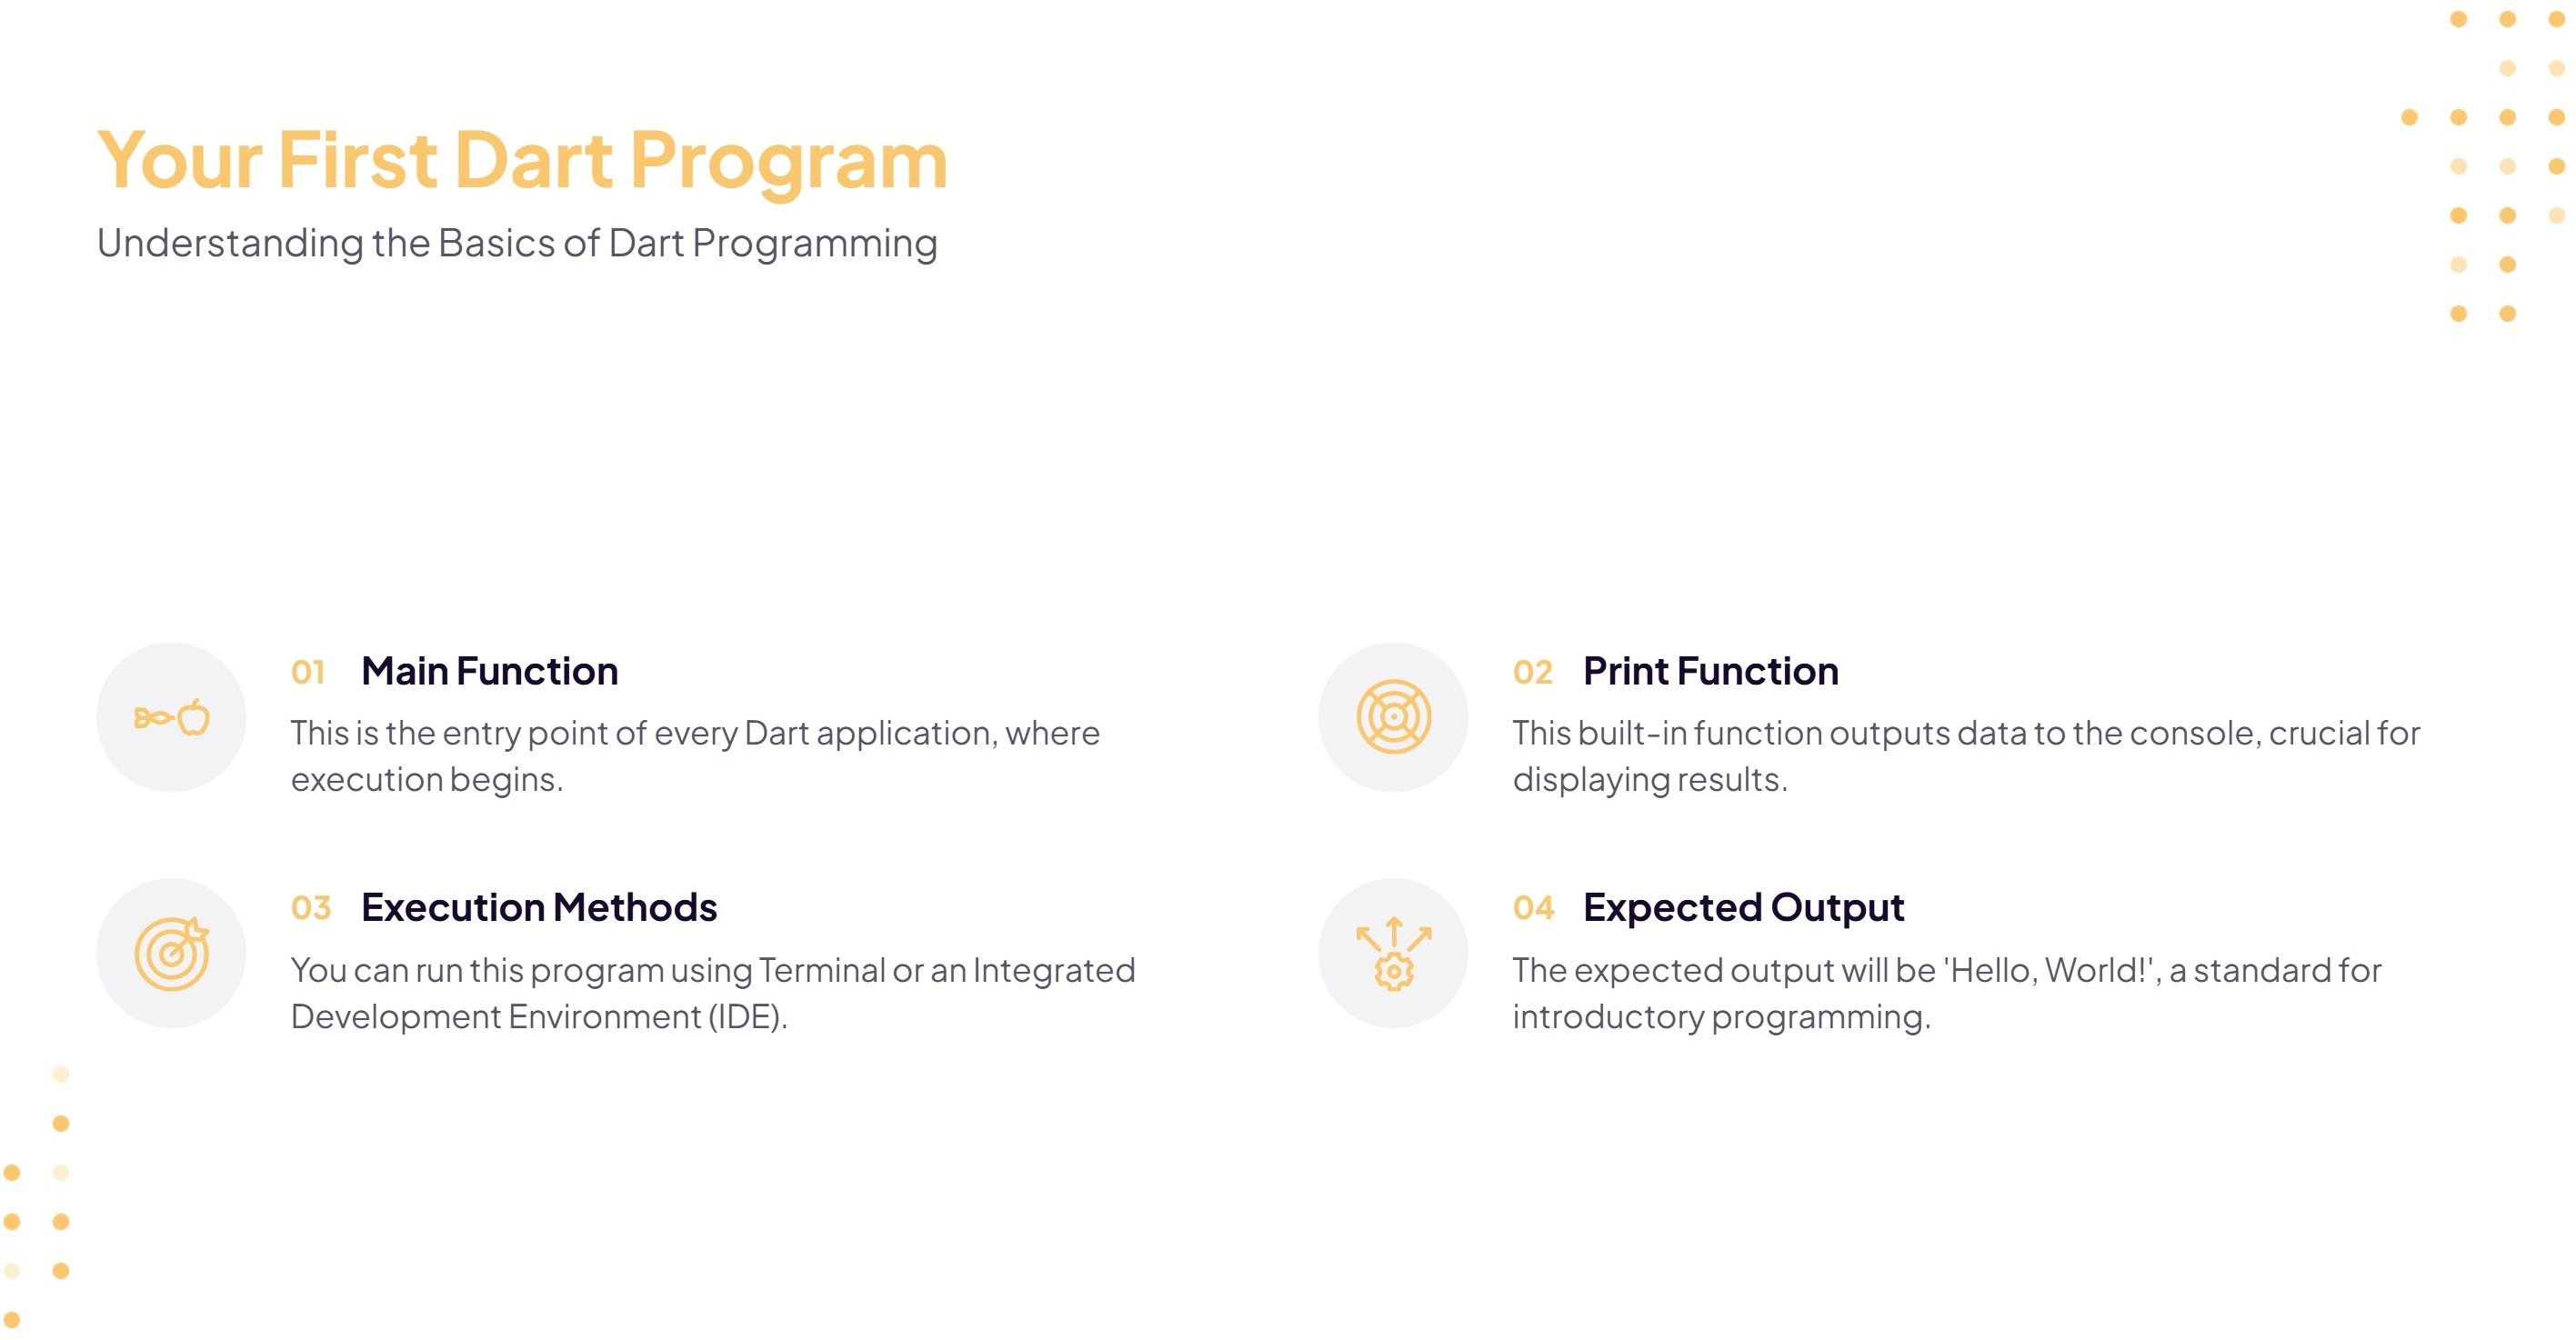 Your First Dart Program
Understanding the Basics of Dart Programming
01 Main Function
This is the entry point of every Dart application, where
execution begins.
02 Print Function
This built-in function outputs data to the console, crucial for
displaying results.
03 Execution Methods
You can run this program using Terminal or an Integrated
Development Environment (IDE).
04 Expected Output
The expected output will be 'Hello, World!', a standard for
introductory programming.